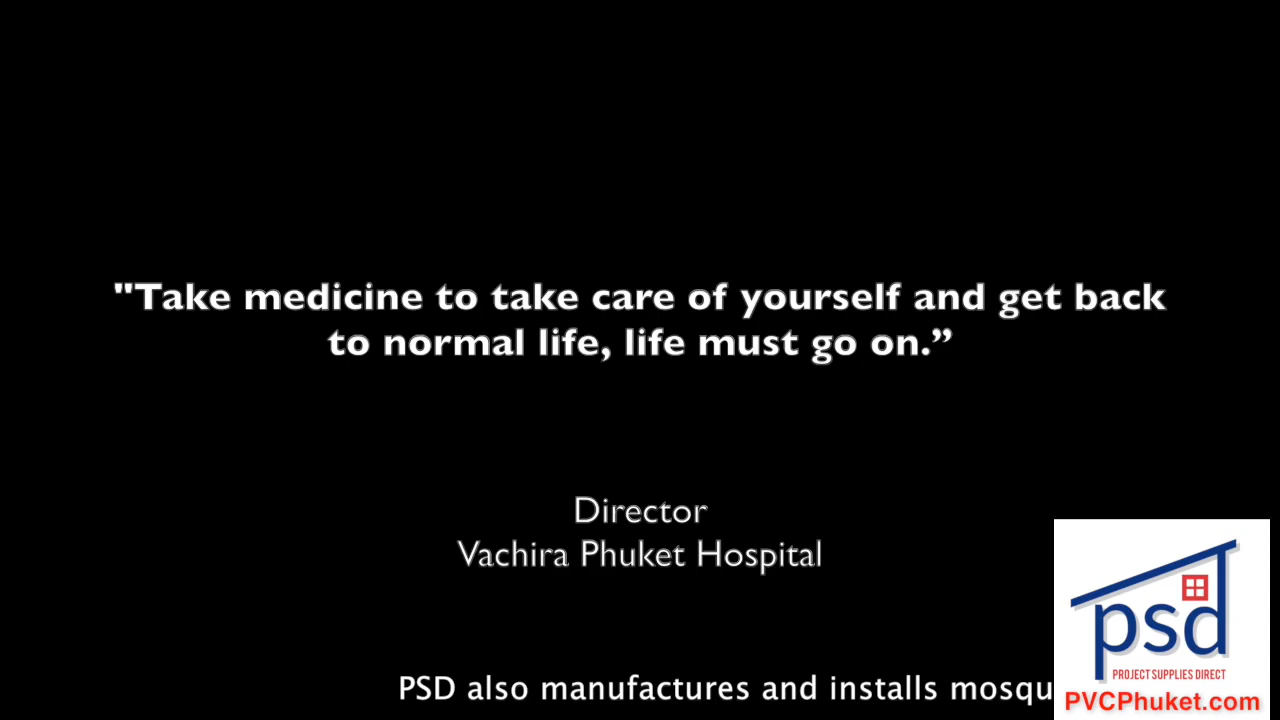 "Take medicine to take care of yourself and get back
to normal life, life must go on.”
Director
Vachira Phuket Hospital
psd
PROJECT SUPPLIES DIRECT
PSD also manufactures and installs mosqu
PVCPhuket.com